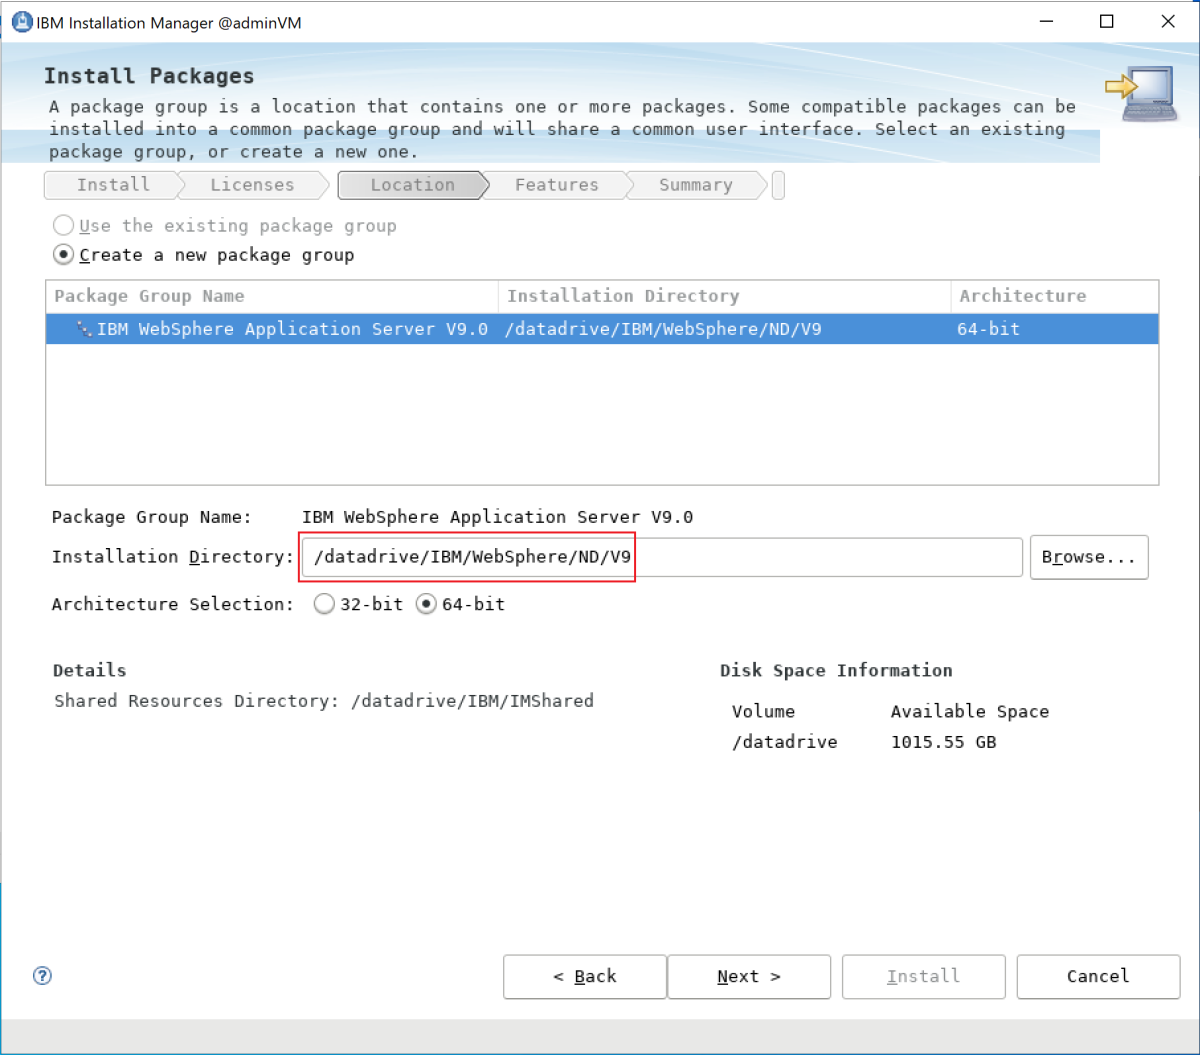 IBM Installation Manager @adminVM
Install Packages
A package group is a location that contains one or more packages. Some compatible packages can be
installed into a common package group and will share a common user interface. Select an existing
package group, or create a new one.
Install Licenses Location Features Summary
Use the existing package group
Create a new package group
Package Group Name Installation Directory Architecture
IBM WebSphere Application Server V9.0 /datadrive/IBM/WebSphere/ND/V9 64-bit
Package Group Name: IBM WebSphere Application Server V9.0
Installation Directory: /datadrive/IBM/WebSphere/ND/V9 Browse...
Architecture Selection: 32-bit 64-bit
Details Disk Space Information
Shared Resources Directory: /datadrive/IBM/IMShared
Volume Available Space
/datadrive 1015.55 GB
? < Back Next > Install Cancel